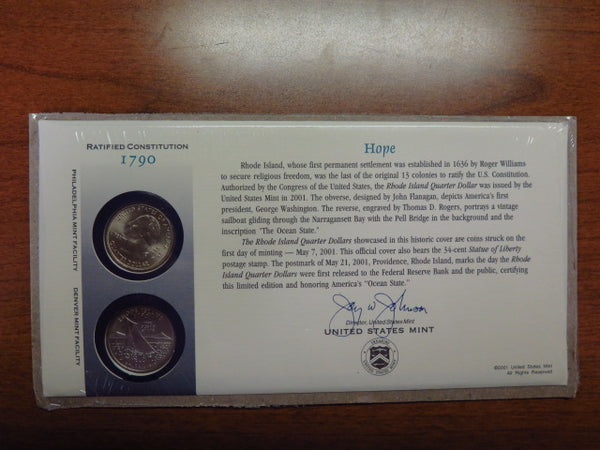 RATIFIED CONSTITUTION
1790
PHILADELPHIA MINT FACILITY
DENVER MINT FACILITY
Hope
Rhode Island, whose first permanent settlement was established in 1636 by Roger Williams
to secure religious freedom, was the last of the original 13 colonies to ratify the U.S. Constitution.
Authorized by the Congress of the United States, the Rhode Island Quarter Dollar was issued by the
United States Mint in 2001. The obverse, designed by John Flanagan, depicts America's first
president, George Washington. The reverse, engraved by Thomas D. Rogers, portrays a vintage
sailboat gliding through the Narragansett Bay with the Pell Bridge in the background and the
inscription "The Ocean State."
The Rhode Island Quarter Dollars showcased in this historic cover are coins struck on the
first day of minting — May 7, 2001. This official cover also bears the 34-cent Statue of Liberty
postage stamp. The postmark of May 21, 2001, Providence, Rhode Island, marks the day the Rhode
Island Quarter Dollars were first released to the Federal Reserve Bank and the public, certifying
this limited edition and honoring America's "Ocean State."
Jay W Johnson
Director, United States Mint
UNITED STATES MINT
©2001 United States Mint
All Rights Reserved